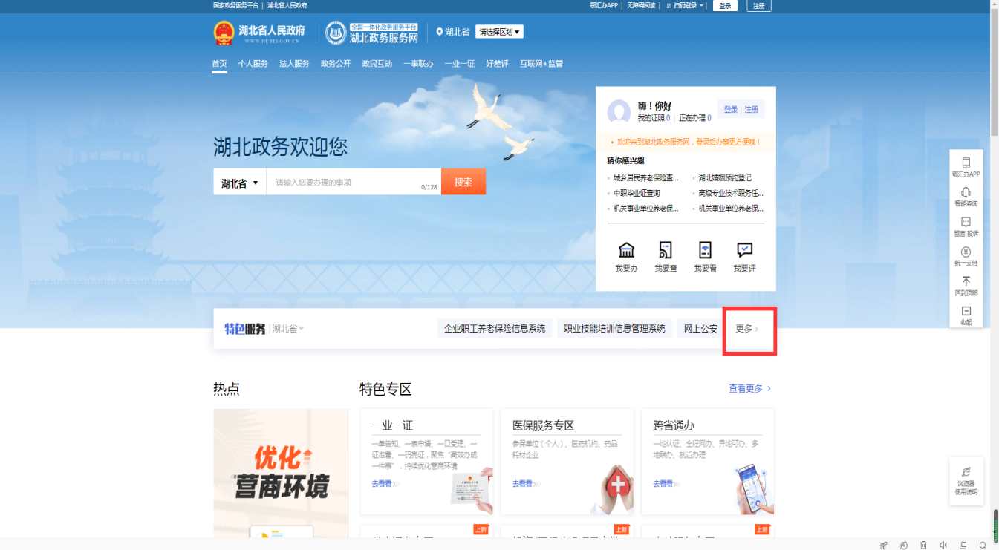 国家政务服务平台 | 湖北省人民政府
鄂汇办APP | 无障碍阅读 | 扫码登录 | 登录 注册
湖北省人民政府
WWW.HUBEI.GOV.CN
全国一体化政务服务平台
湖北政务服务网
湖北省 请选择区划
首页 个人服务 法人服务 政务公开 政民互动 一事联办 一业一证 好差评 互联网+监管
嗨！你好
我的证照 0 | 正在办理 0
登录 | 注册
欢迎来到湖北政务服务网，登录后办事更方便哦！
猜你感兴趣
城乡居民养老保险查... 湖北婚姻预约登记
中职毕业证查询 高级专业技术职务任...
机关事业单位养老保... 机关事业单位养老保...
我要办 我要查 我要看 我要评
湖北政务欢迎您
湖北省 请输入您要办理的事项 0/128 搜索
鄂汇办APP
智能咨询
留言 投诉
统一支付
回到顶部
收起
特色服务 湖北省
企业职工养老保险信息系统 职业技能培训信息管理系统 网上公安 更多
热点
特色专区
查看更多
优化
营商环境
一业一证
一单告知、一表申请、一口受理、一
证准营、一码亮证，聚焦“高效办成
一件事”，持续优化营商环境
去看看
医保服务专区
参保单位（个人）、医药机构、药品
耗材企业
去看看
跨省通办
一地认证、全程网办、异地可办、多
地联办、就近办理
去看看
浏览器
使用说明
上新
上新
上新